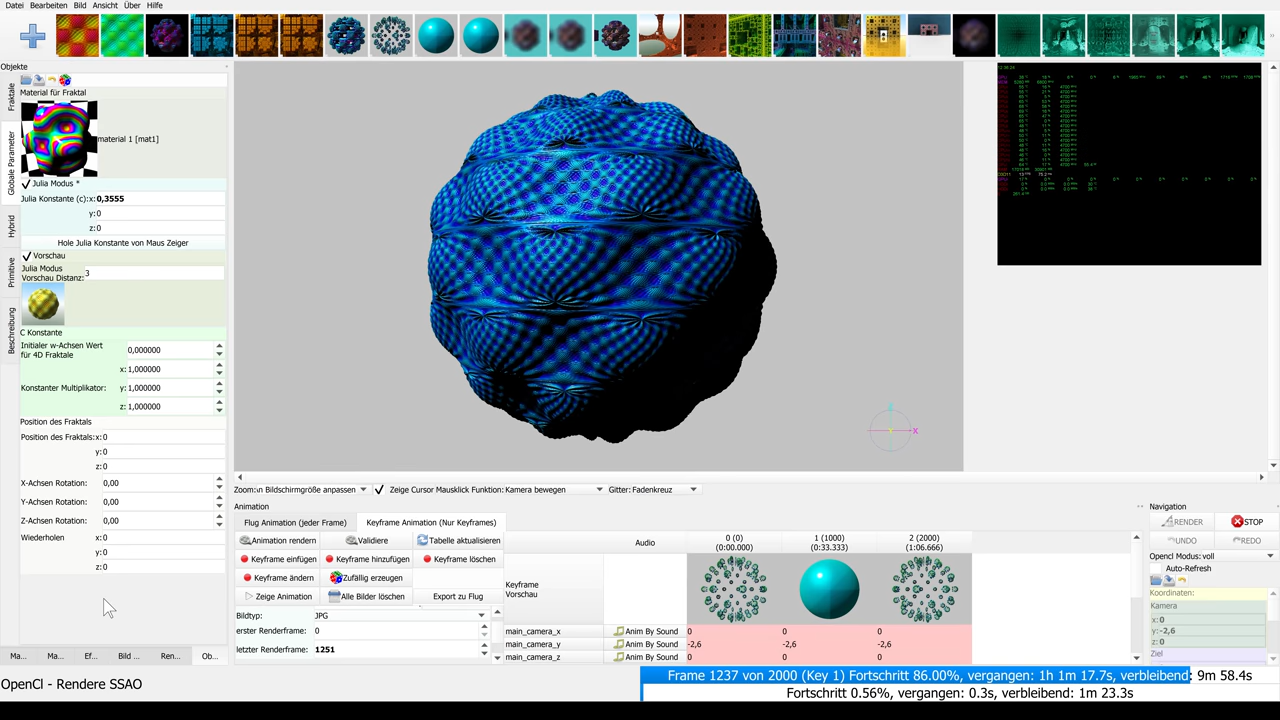 Datei Bearbeiten Bild Ansicht Über Hilfe
Objekte
Fraktale
Globale Parameter
Hybrid
Primitive
Beschreibung
Material für Fraktal
material 1 [mat1]
Julia Modus *
Julia Konstante (c):x: 0,3555
y: 0
z: 0
Hole Julia Konstante von Maus Zeiger
Vorschau
Julia Modus
Vorschau Distanz: 3
C Konstante
Initialer w-Achsen Wert
für 4D Fraktale 0,000000
x: 1,000000
Konstanter Multiplikator: y: 1,000000
z: 1,000000
Position des Fraktals
Position des Fraktals:x: 0
y: 0
z: 0
X-Achsen Rotation: 0,00
Y-Achsen Rotation: 0,00
Z-Achsen Rotation: 0,00
Wiederholen x: 0
y: 0
z: 0
Ma... Ma... Ef... Bild ... Ren... Ob...
x
Bildschirmgröße anpassen Zeige Cursor Mausklick Funktion: Kamera bewegen Gitter: Fadenkreuz
Animation
Flug Animation (jeder Frame) Keyframe Animation (Nur Keyframes)
Animation rendern Validiere Tabelle aktualisieren
Keyframe einfügen Keyframe hinzufügen Keyframe löschen
Keyframe ändern Zufällig erzeugen
Zeige Animation Alle Bilder löschen Export zu Flug
Bildtyp: JPG
erster Renderframe: 0
letzter Renderframe: 1251
Audio 0 (0) 1 (1000) 2 (2000)
(0:00.000) (0:33.333) (1:06.666)
Keyframe
Vorschau
main_camera_x Anim By Sound 0 0 0
main_camera_y Anim By Sound -2,6 -2,6 -2,6
main_camera_z Anim By Sound 0 0 0
Navigation
RENDER STOP
UNDO REDO
Opencl Modus: voll
Auto-Refresh
Koordinaten:
Kamera
x: 0
y: -2,6
z: 0
Ziel
OpenCl - Rendere SSAO
Frame 1237 von 2000 (Key 1) Fortschritt 86.00%, vergangen: 1h 1m 17.7s, verbleibend: 9m 58.4s
Fortschritt 0.56%, vergangen: 0.3s, verbleibend: 1m 23.3s